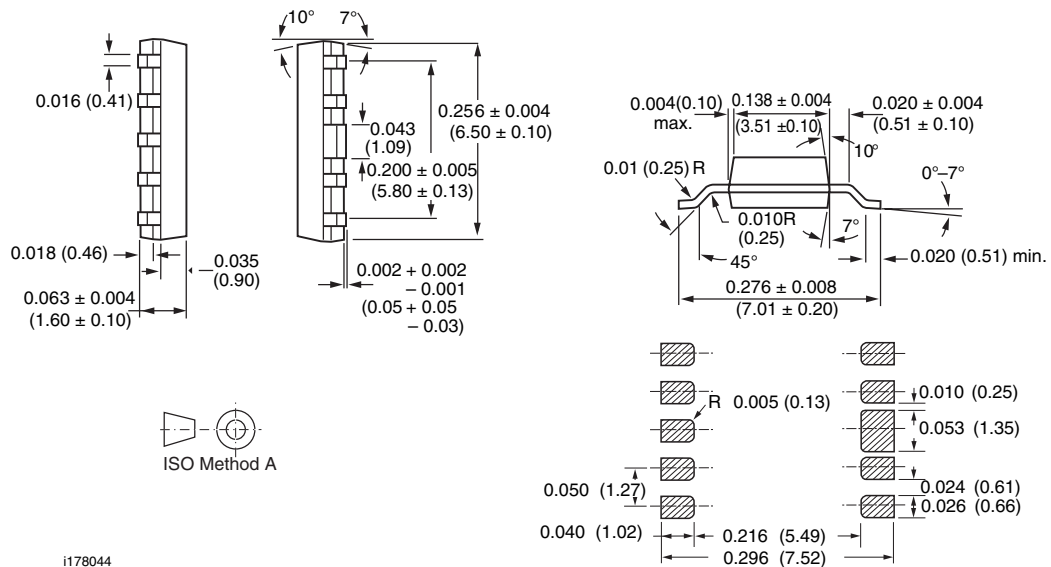 10°
7°
0.016 (0.41)
0.256 ± 0.004
(6.50 ± 0.10)
0.043
(1.09)
0.200 ± 0.005
(5.80 ± 0.13)
0.018 (0.46)
0.035
(0.90)
0.063 ± 0.004
(1.60 ± 0.10)
0.002 + 0.002
– 0.001
(0.05 + 0.05
– 0.03)
0.004(0.10)
max.
0.138 ± 0.004
(3.51 ±0.10)
0.020 ± 0.004
(0.51 ± 0.10)
10°
0.01 (0.25) R
0°–7°
0.010R
(0.25)
7°
45°
0.020 (0.51) min.
0.276 ± 0.008
(7.01 ± 0.20)
ISO Method A
R 0.005 (0.13)
0.010 (0.25)
0.053 (1.35)
0.050 (1.27)
0.024 (0.61)
0.026 (0.66)
0.040 (1.02)
0.216 (5.49)
0.296 (7.52)
i178044